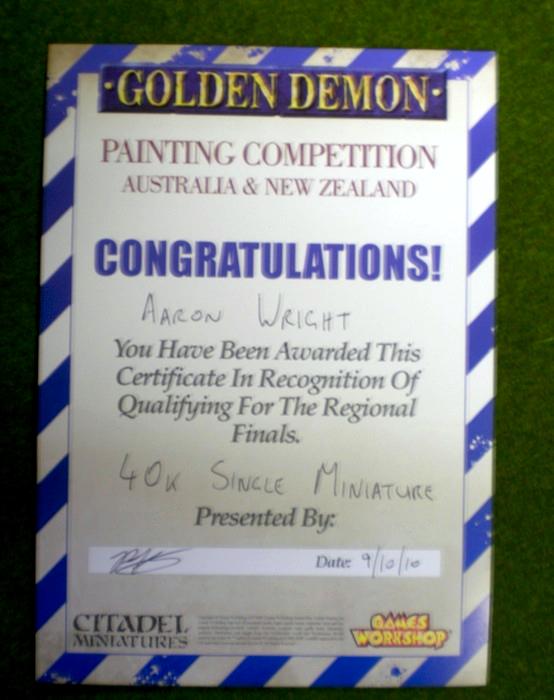 ·GOLDEN DEMON·
PAINTING COMPETITION
AUSTRALIA & NEW ZEALAND
CONGRATULATIONS!
AARON WRIGHT
You Have Been Awarded This
Certificate In Recognition Of
Qualifying For The Regional
Finals.
40K SINGLE MINIATURE
Presented By:
Date: 9/10/10
CITADEL
MINIATURES
GAMES
WORKSHOP